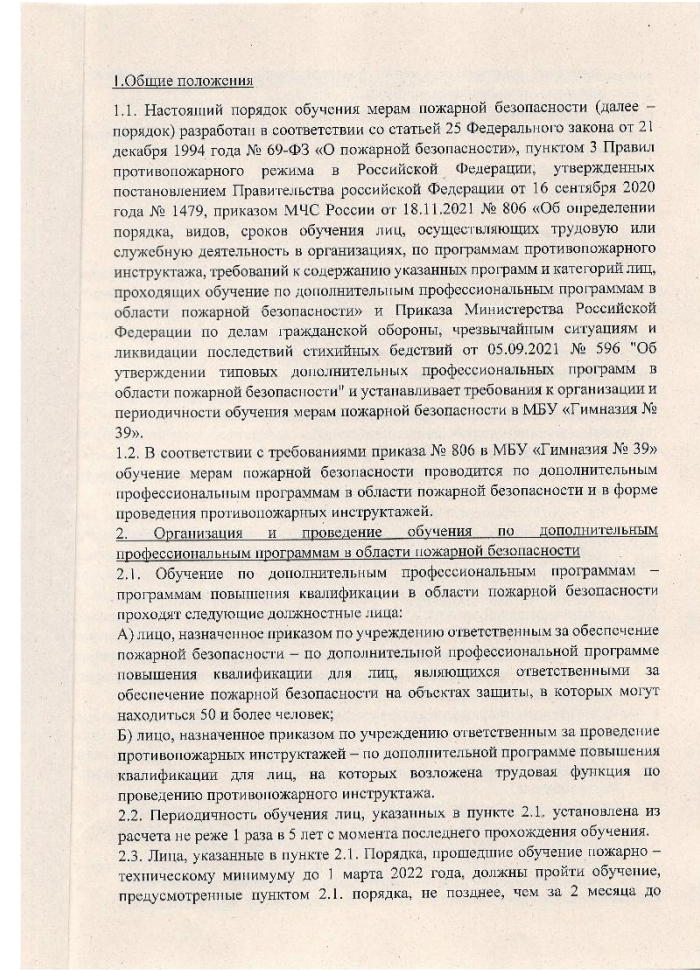 1.Общие положения
1.1. Настоящий порядок обучения мерам пожарной безопасности (далее –
порядок) разработан в соответствии со статьей 25 Федерального закона от 21
декабря 1994 года № 69-ФЗ «О пожарной безопасности», пунктом 3 Правил
противопожарного режима в Российской Федерации, утвержденных
постановлением Правительства российской Федерации от 16 сентября 2020
года № 1479, приказом МЧС России от 18.11.2021 № 806 «Об определении
порядка, видов, сроков обучения лиц, осуществляющих трудовую или
служебную деятельность в организациях, по программам противопожарного
инструктажа, требований к содержанию указанных программ и категорий лиц,
проходящих обучение по дополнительным профессиональным программам в
области пожарной безопасности» и Приказа Министерства Российской
Федерации по делам гражданской обороны, чрезвычайным ситуациям и
ликвидации последствий стихийных бедствий от 05.09.2021 № 596 "Об
утверждении типовых дополнительных профессиональных программ в
области пожарной безопасности" и устанавливает требования к организации и
периодичности обучения мерам пожарной безопасности в МБУ «Гимназия №
39».
1.2. В соответствии с требованиями приказа № 806 в МБУ «Гимназия № 39»
обучение мерам пожарной безопасности проводится по дополнительным
профессиональным программам в области пожарной безопасности и в форме
проведения противопожарных инструктажей.
2. Организация и проведение обучения по дополнительным
профессиональным программам в области пожарной безопасности
2.1. Обучение по дополнительным профессиональным программам –
программам повышения квалификации в области пожарной безопасности
проходят следующие должностные лица:
А) лицо, назначенное приказом по учреждению ответственным за обеспечение
пожарной безопасности – по дополнительной профессиональной программе
повышения квалификации для лиц, являющихся ответственными за
обеспечение пожарной безопасности на объектах защиты, в которых могут
находиться 50 и более человек;
Б) лицо, назначенное приказом по учреждению ответственным за проведение
противопожарных инструктажей – по дополнительной программе повышения
квалификации для лиц, на которых возложена трудовая функция по
проведению противопожарного инструктажа.
2.2. Периодичность обучения лиц, указанных в пункте 2.1. установлена из
расчета не реже 1 раза в 5 лет с момента последнего прохождения обучения.
2.3. Лица, указанные в пункте 2.1. Порядка, прошедшие обучение пожарно –
техническому минимуму до 1 марта 2022 года, должны пройти обучение,
предусмотренные пунктом 2.1. порядка, не позднее, чем за 2 месяца до